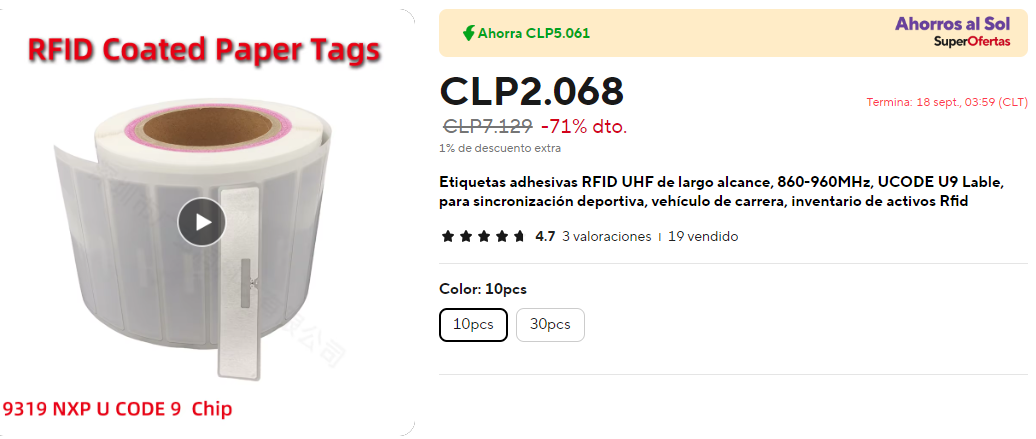 RFID Coated Paper Tags
9319 NXP U CODE 9 Chip
Ahorra CLP5.061
Ahorros al Sol
SuperOfertas
CLP2.068
Termina: 18 sept., 03:59 (CLT)
CLP7.129 -71% dto.
1% de descuento extra
Etiquetas adhesivas RFID UHF de largo alcance, 860-960MHz, UCODE U9 Lable,
para sincronización deportiva, vehículo de carrera, inventario de activos Rfid
4.7 3 valoraciones | 19 vendido
Color: 10pcs
10pcs
30pcs